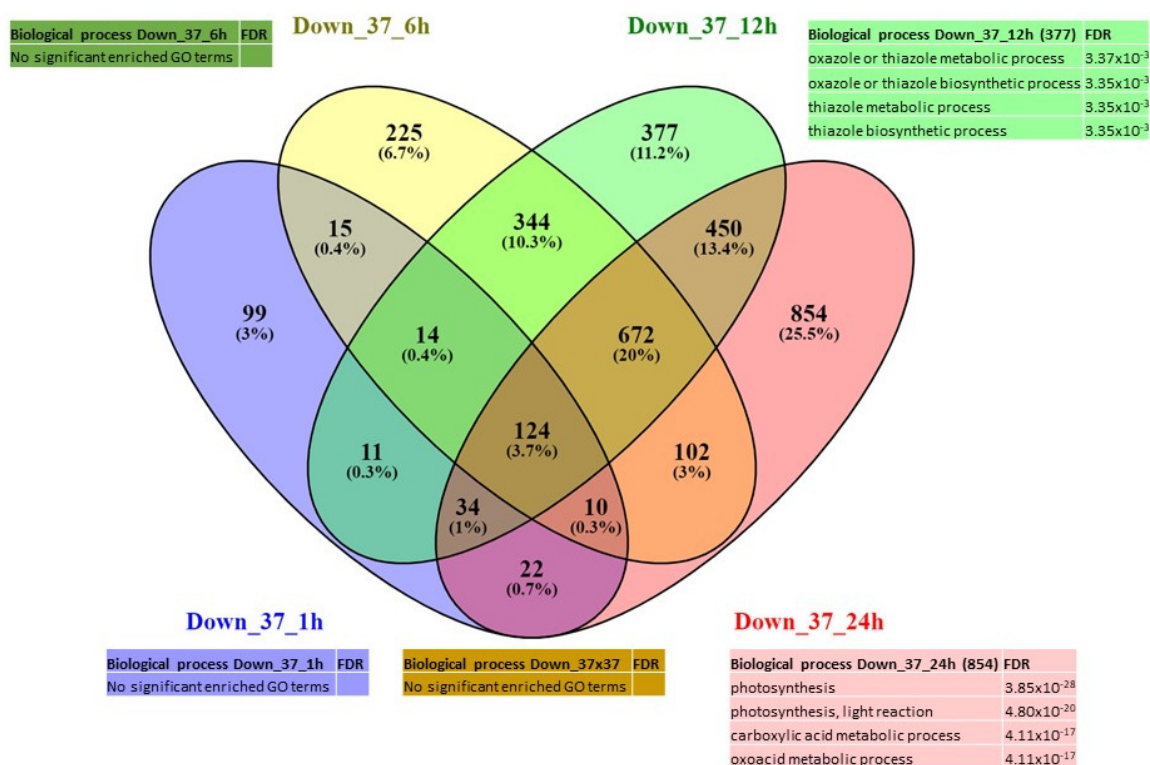 Biological process Down_37_6h FDR
No significant enriched GO terms
Down_37_6h
Down_37_12h
Biological process Down_37_12h (377) FDR
oxazole or thiazole metabolic process 3.37x10-3
oxazole or thiazole biosynthetic process 3.35x10-3
thiazole metabolic process 3.35x10-3
thiazole biosynthetic process 3.35x10-3
225
(6.7%)
377
(11.2%)
15
(0.4%)
344
(10.3%)
450
(13.4%)
99
(3%)
14
(0.4%)
672
(20%)
854
(25.5%)
11
(0.3%)
124
(3.7%)
102
(3%)
34
(1%)
10
(0.3%)
22
(0.7%)
Down_37_1h
Down_37_24h
Biological process Down_37_1h FDR
No significant enriched GO terms
Biological process Down_37x37 FDR
No significant enriched GO terms
Biological process Down_37_24h (854) FDR
photosynthesis 3.85x10-28
photosynthesis, light reaction 4.80x10-20
carboxylic acid metabolic process 4.11x10-17
oxoacid metabolic process 4.11x10-17